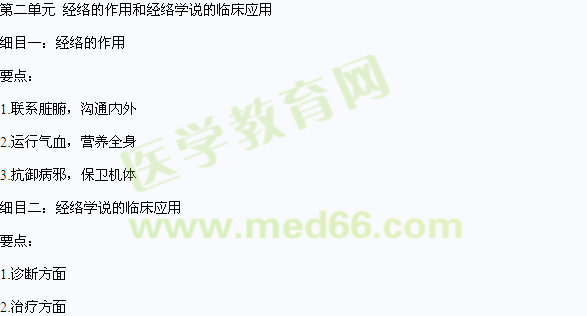 第二单元 经络的作用和经络学说的临床应用
细目一：经络的作用
要点：
1.联系脏腑，沟通内外
2.运行气血，营养全身
3.抗御病邪，保卫机体
细目二：经络学说的临床应用
要点：
1.诊断方面
2.治疗方面
医学教育网
www.med66.com